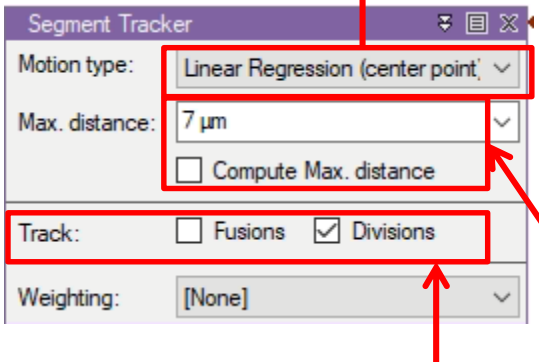 Segment Tracker
Motion type: Linear Regression (center point)
Max. distance: 7 µm
Compute Max. distance
Track: Fusions Divisions
Weighting: [None]